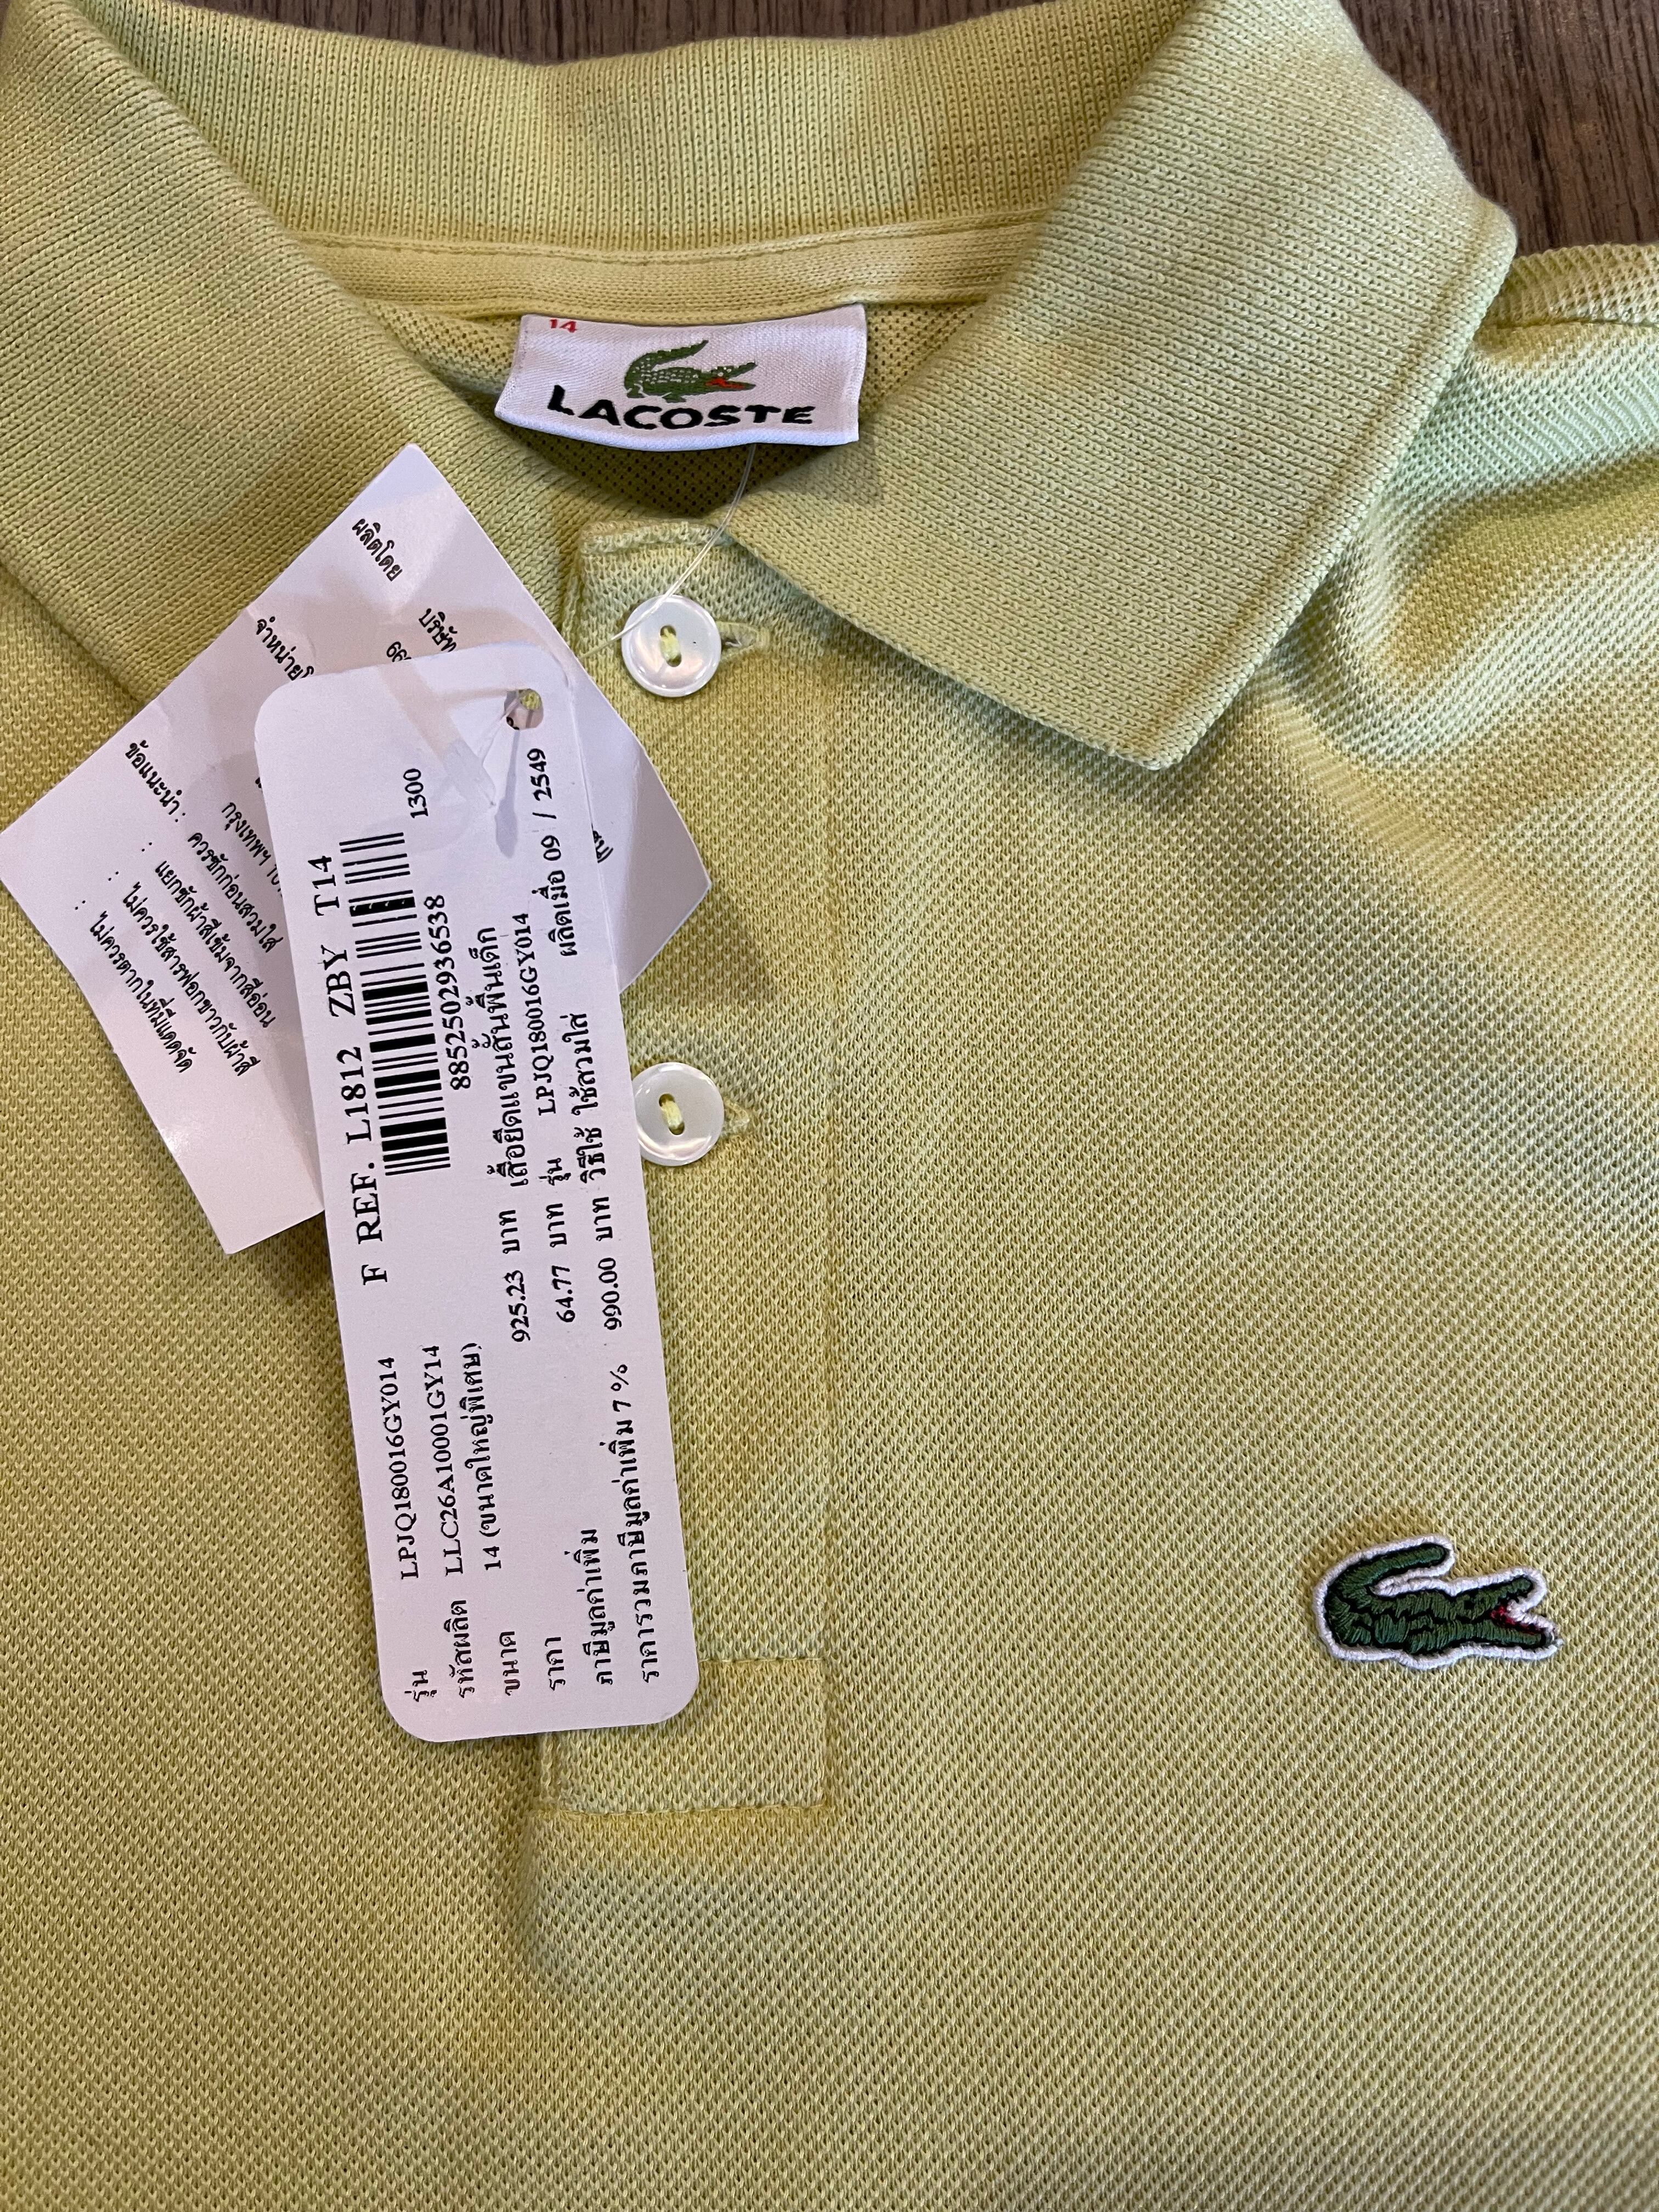 14
LACOSTE
ผลิตโดย
บริษัท
66
จำหน่ายโ
กรุงเทพฯ 10
ข้อแนะนำ : ควรซักก่อนสวมใส่
: แยกซักผ้าสีเข้มจากสีอ่อน
: ไม่ควรใช้สารฟอกขาวกับผ้าสี
: ไม่ควรตากในที่มีแดดจัด
F REF. L1812 ZBY T14
1300
8852502936538
รุ่น LPJQ180016GY014
รหัสผลิต LLC26A10001GY14
ขนาด 14 (ขนาดใหญ่พิเศษ)
ราคา 925.23 บาท เสื้อยืดแขนสั้นพื้นเด็ก
ภาษีมูลค่าเพิ่ม 64.77 บาท รุ่น LPJQ180016GY014
ราคารวมภาษีมูลค่าเพิ่ม 7 % 990.00 บาท วิธีใช้ ใช้สวมใส่ ผลิตเมื่อ 09 / 2549